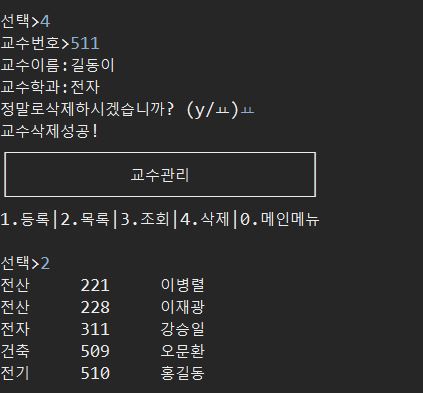 선택>4
교수번호>511
교수이름:길동이
교수학과:전자
정말로삭제하시겠습니까? (y/ㅛ)ㅛ
교수삭제성공!
교수관리
1.등록|2.목록|3.조회|4.삭제|0.메인메뉴
선택>2
전산 221 이병렬
전산 228 이재광
전자 311 강승일
건축 509 오문환
전기 510 홍길동